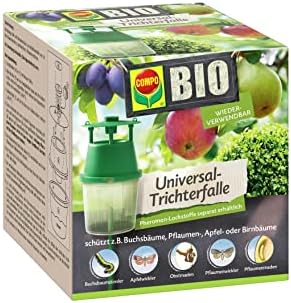 COMPO
BIO
WIEDER-
VERWENDBAR
Universal-
Trichterfalle
Pheromon-Lockstoffe separat erhältlich
schützt z.B. Buchsbäume, Pflaumen-, Apfel- oder Birnbäume
Buchsbaumzünsler
Apfelwickler
Obstmaden
Pflaumenwickler
Pflaumenmaden